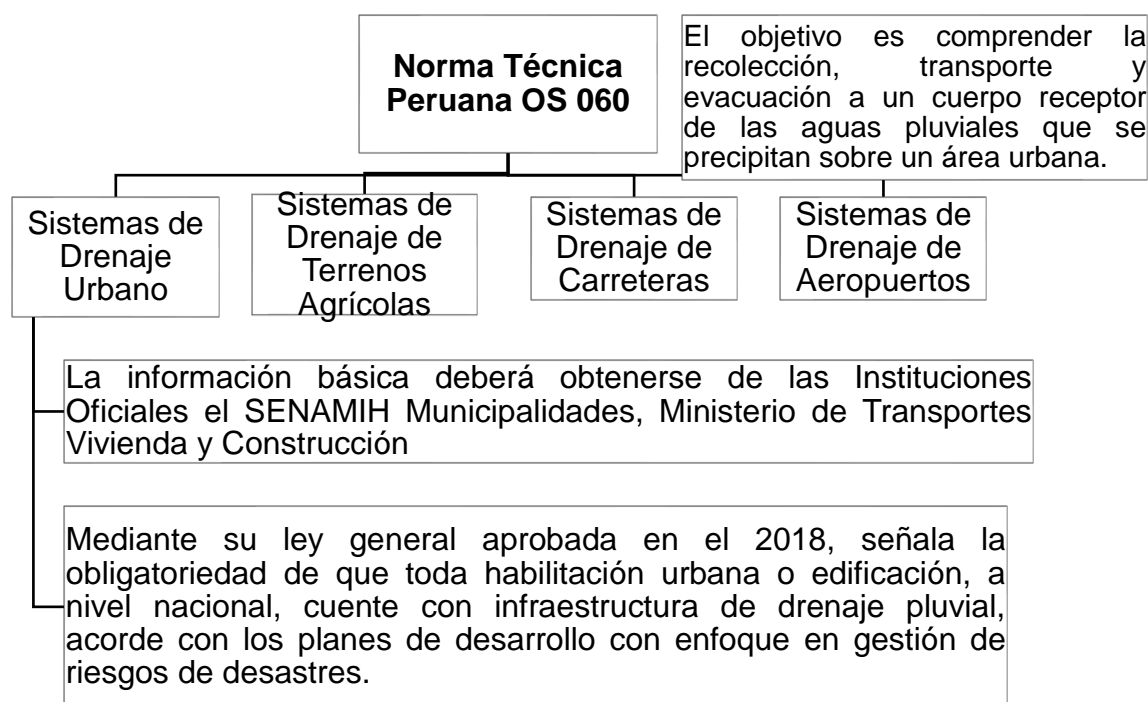 Norma Técnica
Peruana OS 060
El objetivo es comprender la
recolección, transporte y
evacuación a un cuerpo receptor
de las aguas pluviales que se
precipitan sobre un área urbana.
Sistemas de
Drenaje
Urbano
Sistemas de
Drenaje de
Terrenos
Agrícolas
Sistemas de
Drenaje de
Carreteras
Sistemas de
Drenaje de
Aeropuertos
La información básica deberá obtenerse de las Instituciones
Oficiales el SENAMIH Municipalidades, Ministerio de Transportes
Vivienda y Construcción
Mediante su ley general aprobada en el 2018, señala la
obligatoriedad de que toda habilitación urbana o edificación, a
nivel nacional, cuente con infraestructura de drenaje pluvial,
acorde con los planes de desarrollo con enfoque en gestión de
riesgos de desastres.